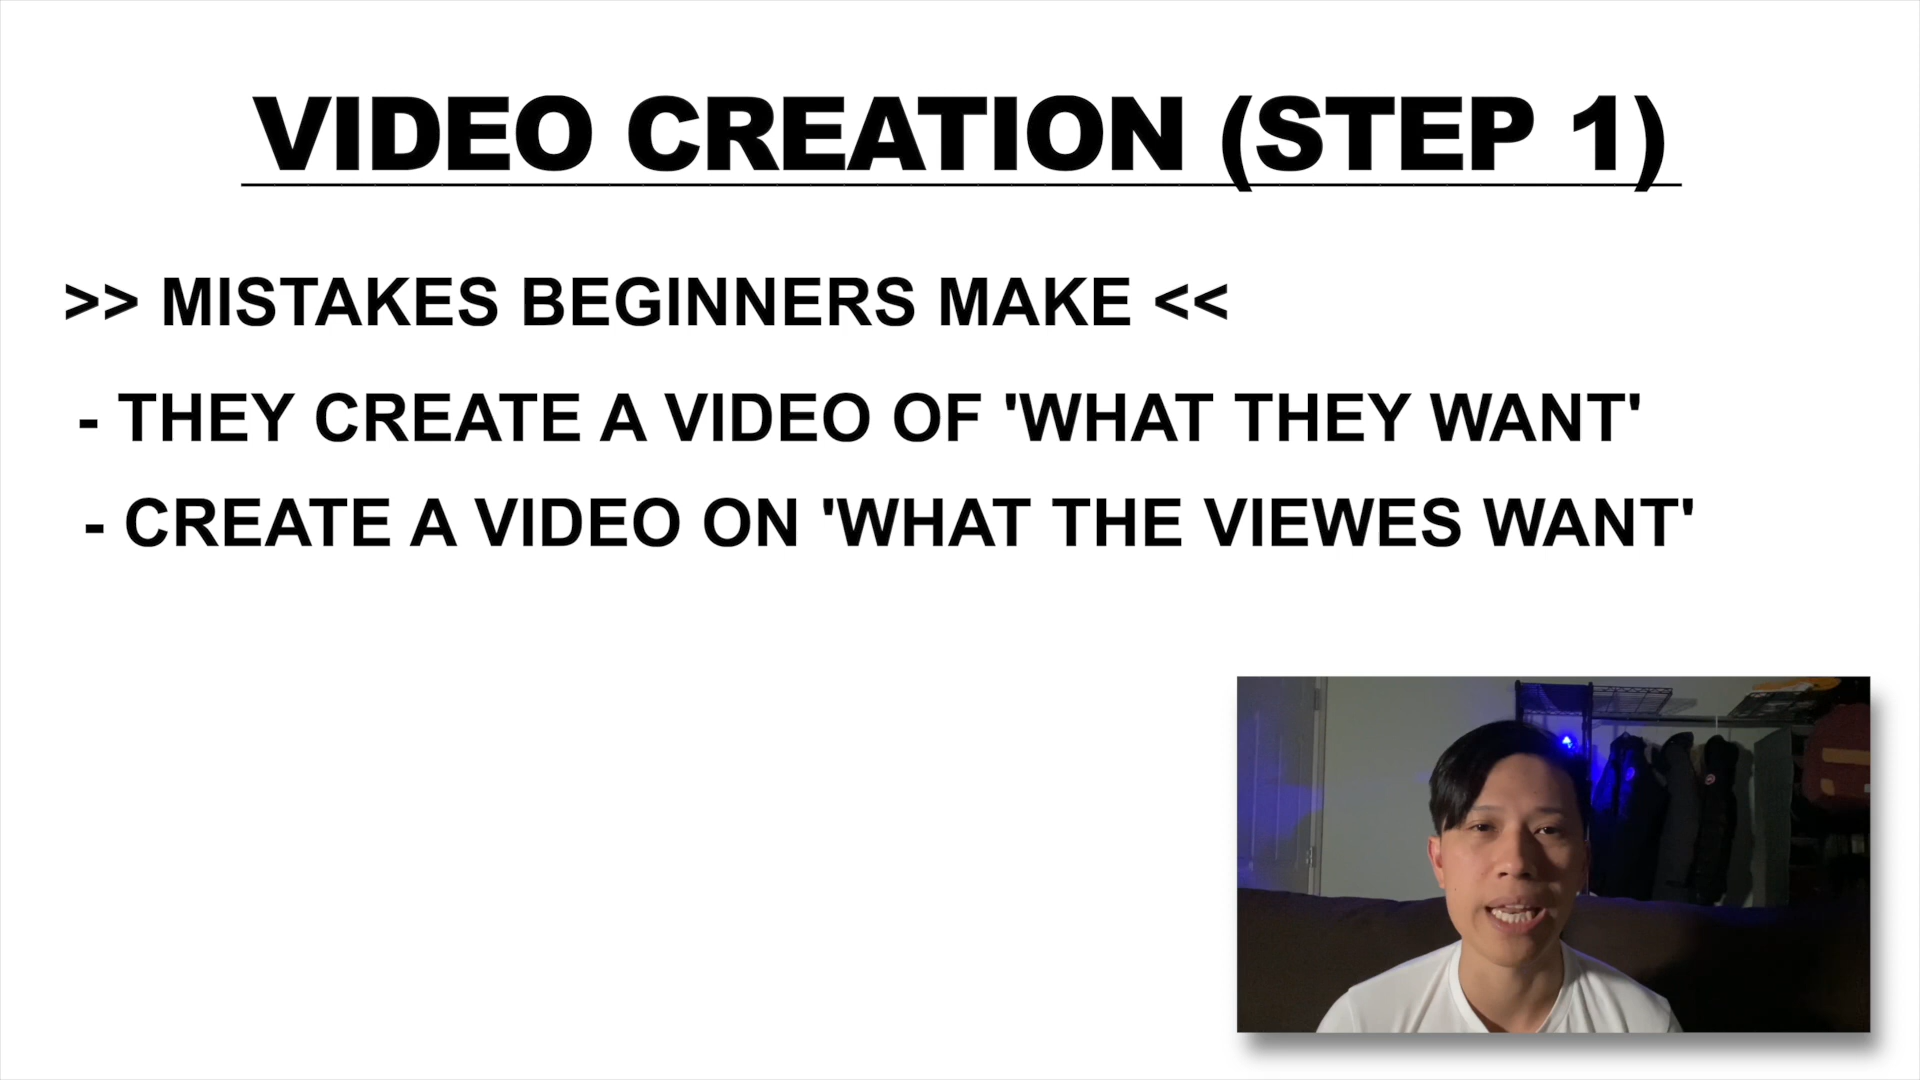 VIDEO CREATION (STEP 1)
>> MISTAKES BEGINNERS MAKE <<
- THEY CREATE A VIDEO OF 'WHAT THEY WANT'
- CREATE A VIDEO ON 'WHAT THE VIEWES WANT'